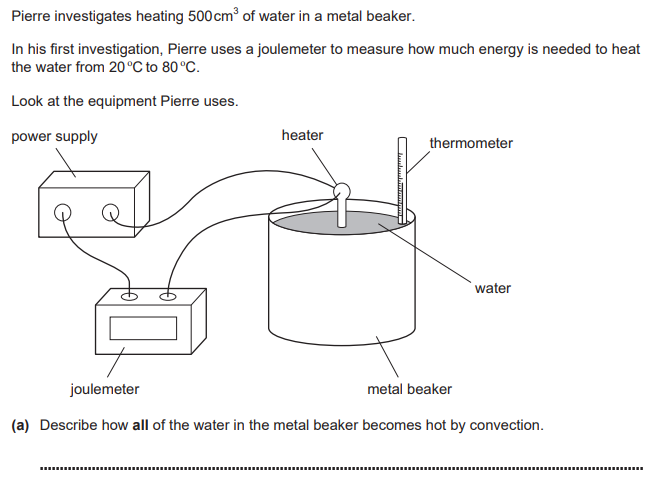 Pierre investigates heating 500 cm³ of water in a metal beaker.
In his first investigation, Pierre uses a joulemeter to measure how much energy is needed to heat
the water from 20 °C to 80 °C.
Look at the equipment Pierre uses.
power supply
heater
thermometer
water
joulemeter
metal beaker
(a) Describe how all of the water in the metal beaker becomes hot by convection.